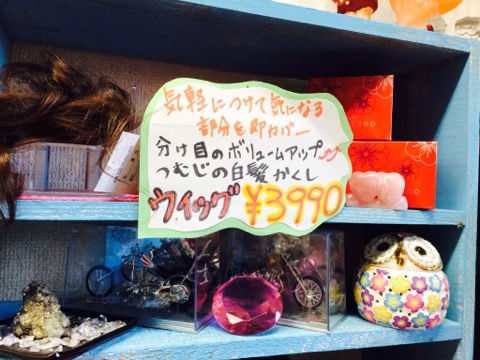 気軽につけて気になる
部分を即カバー
分け目のボリュームアップ⤴
つむじの白髪かくし
ウィッグ¥3990